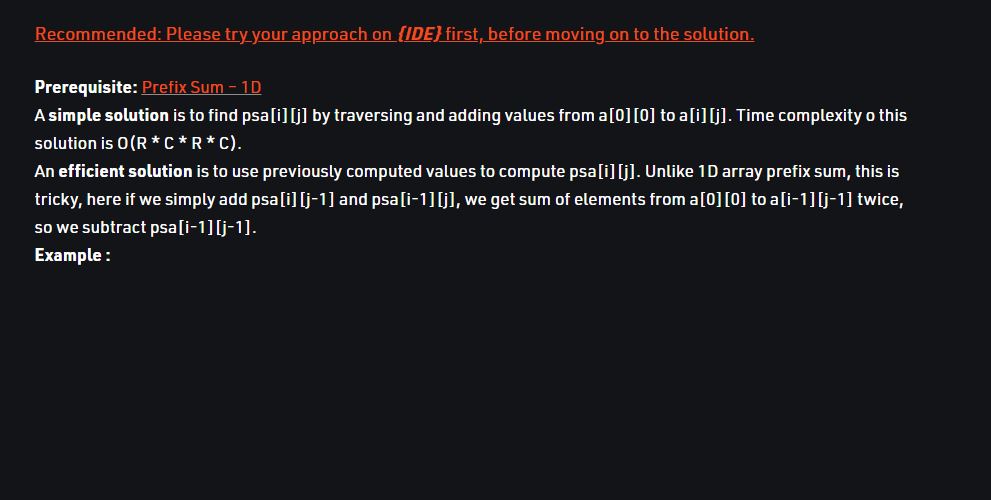 Recommended: Please try your approach on {IDE} first, before moving on to the solution.
Prerequisite: Prefix Sum – 1D
A simple solution is to find psa[i][j] by traversing and adding values from a[0][0] to a[i][j]. Time complexity o this
solution is O(R * C * R * C).
An efficient solution is to use previously computed values to compute psa[i][j]. Unlike 1D array prefix sum, this is
tricky, here if we simply add psa[i][j-1] and psa[i-1][j], we get sum of elements from a[0][0] to a[i-1][j-1] twice,
so we subtract psa[i-1][j-1].
Example :